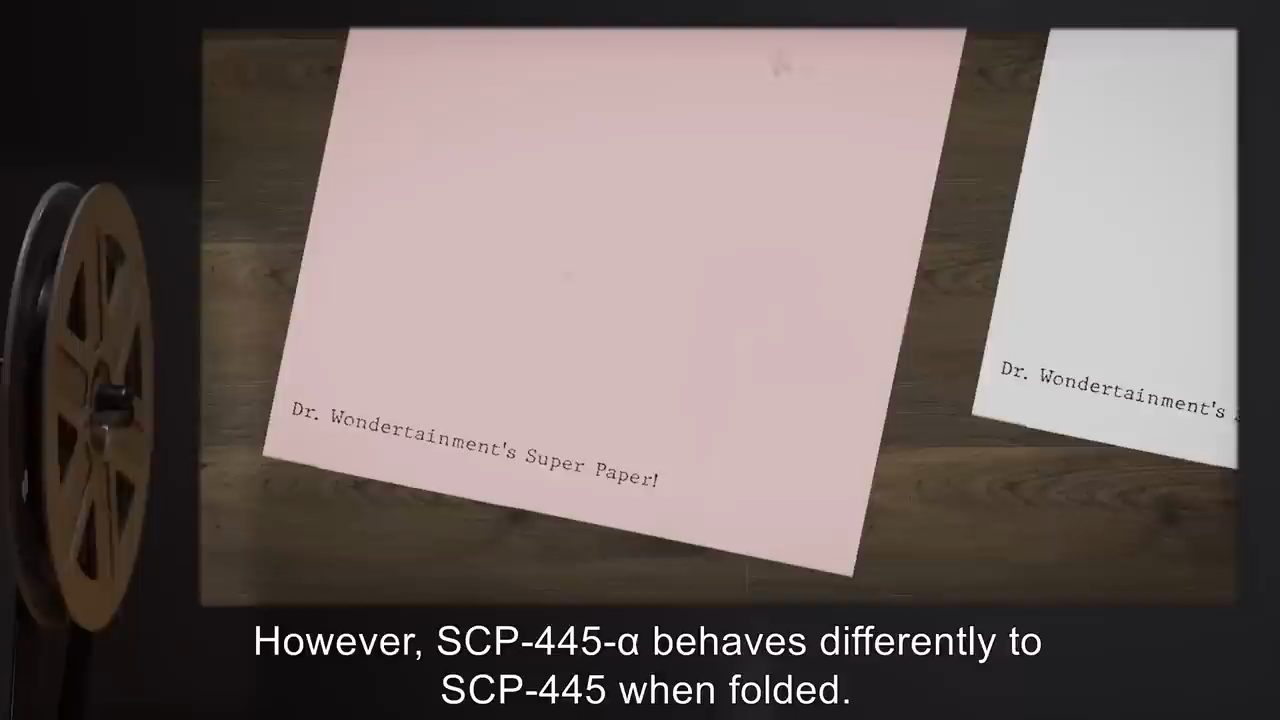 Dr. Wondertainment's Super Paper!
Dr. Wondertainment's
However, SCP-445-α behaves differently to
SCP-445 when folded.